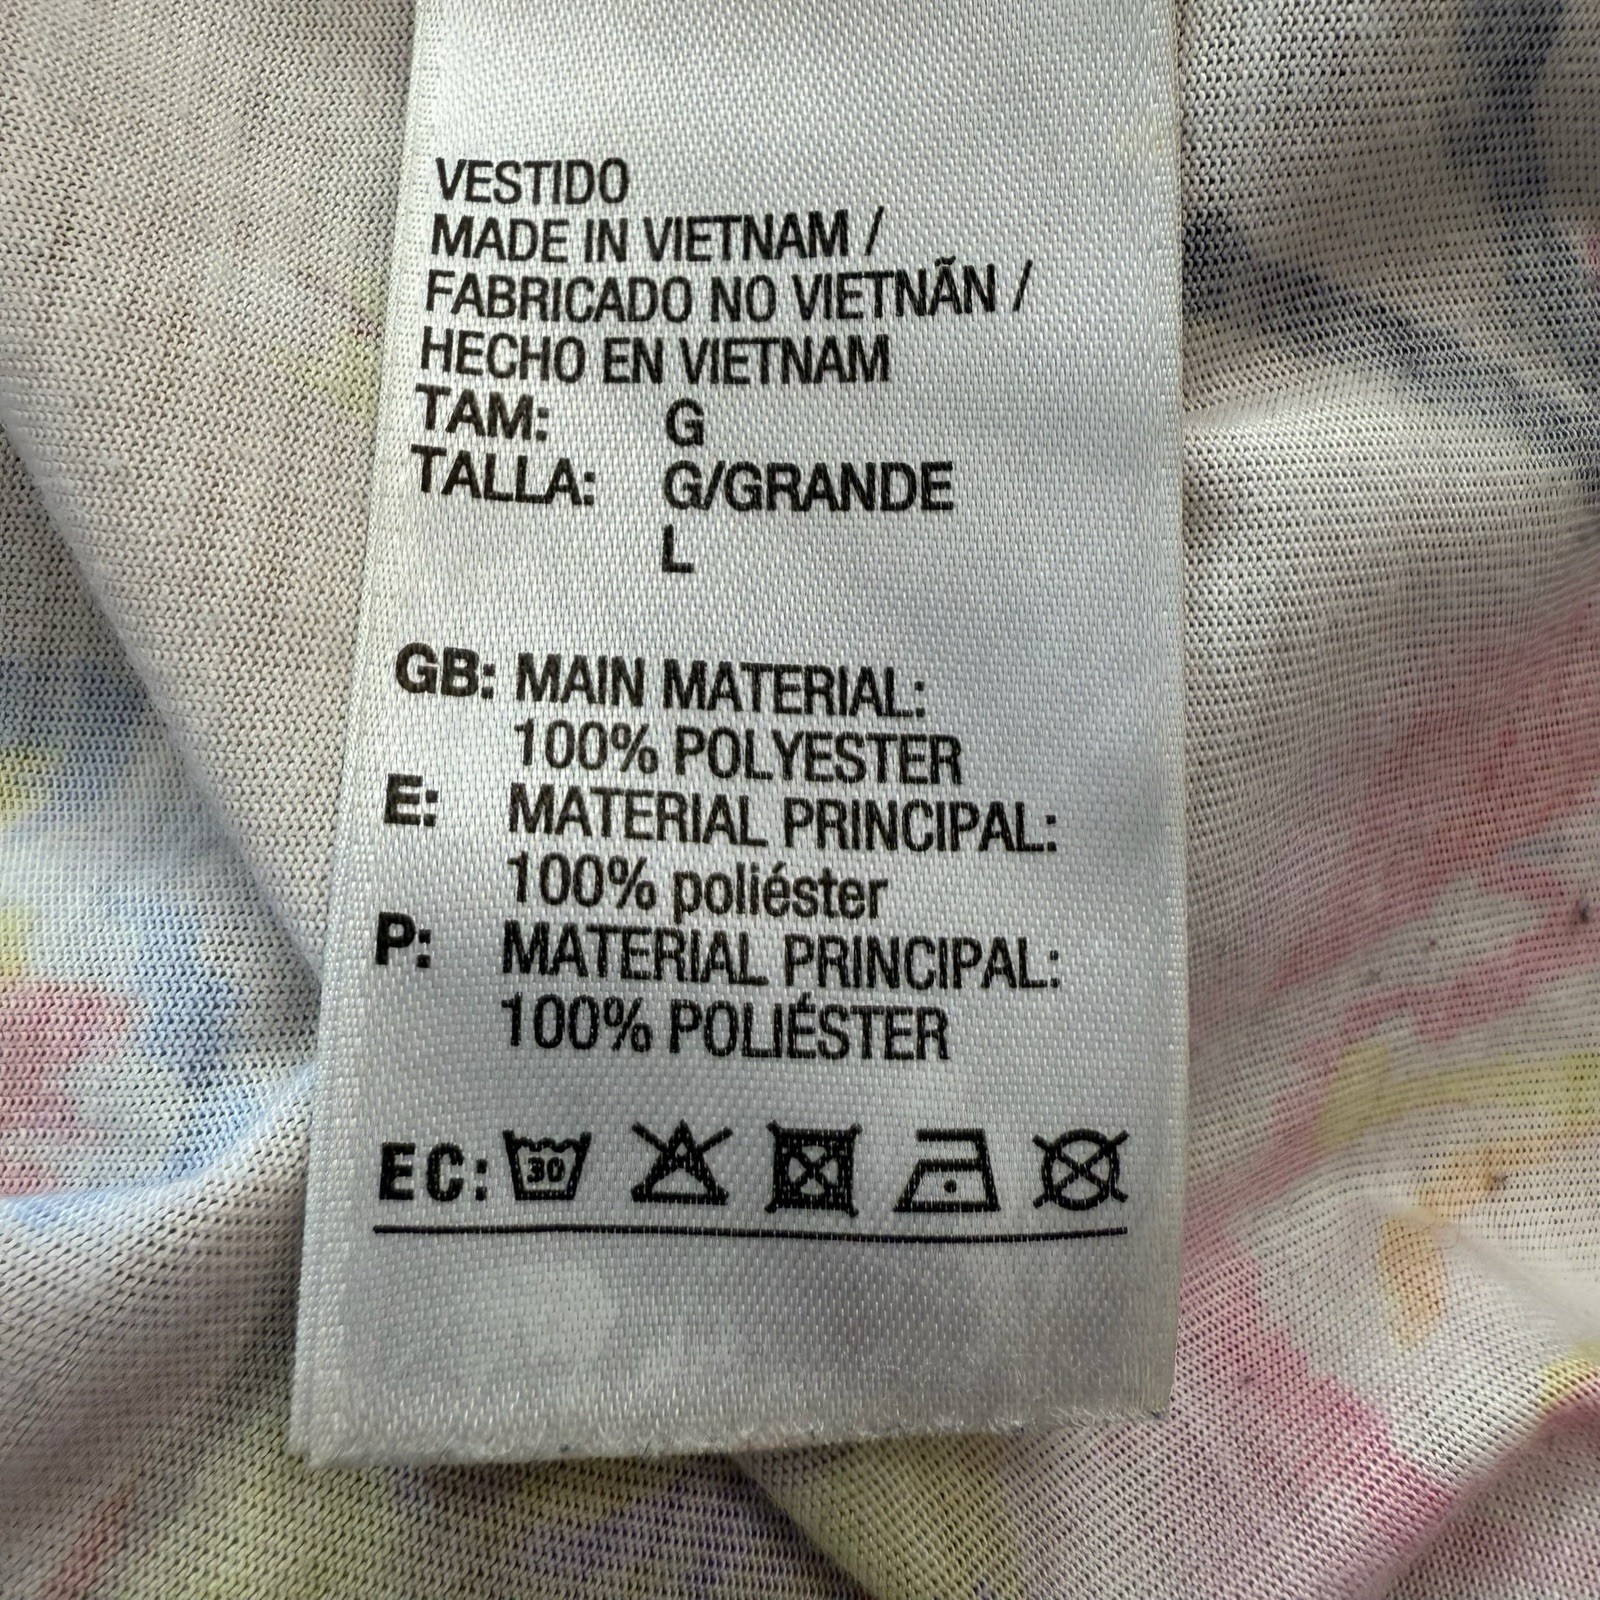 VESTIDO
MADE IN VIETNAM /
FABRICADO NO VIETNÃN /
HECHO EN VIETNAM
TAM: G
TALLA: G/GRANDE
L
GB: MAIN MATERIAL:
100% POLYESTER
E: MATERIAL PRINCIPAL:
100% poliéster
P: MATERIAL PRINCIPAL:
100% POLIÉSTER
EC: 30